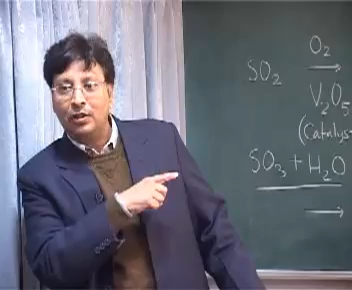 SO₂ O₂ →
V₂O₅
(Catalys
SO₃ + H₂O
→